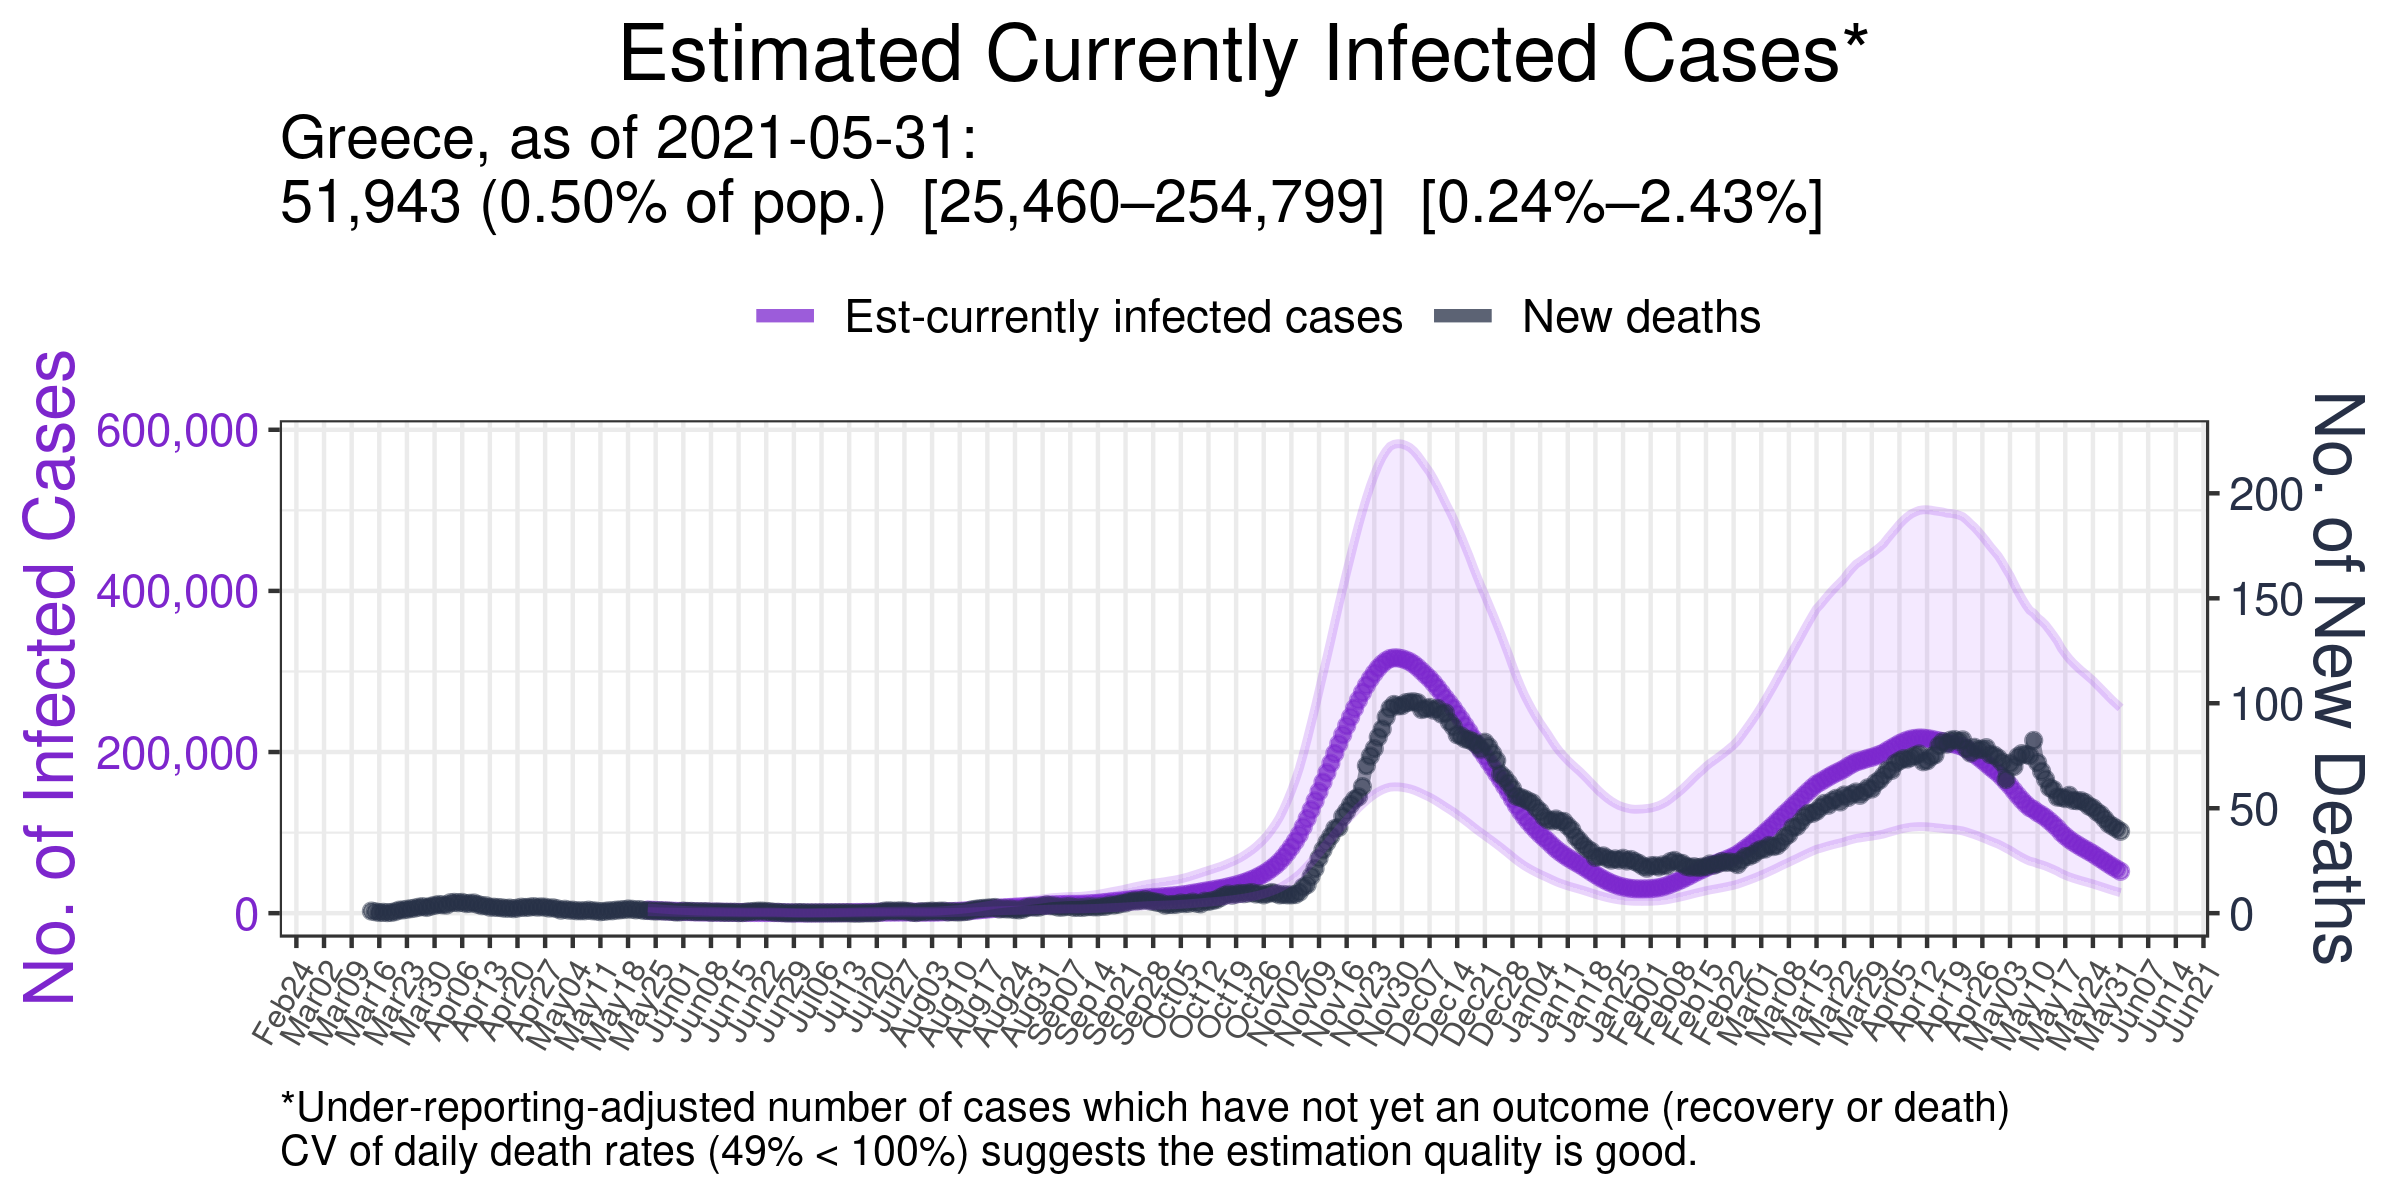 Estimated Currently Infected Cases*
Greece, as of 2021-05-31:
51,943 (0.50% of pop.) [25,460–254,799] [0.24%–2.43%]
Est-currently infected cases
New deaths
No. of Infected Cases
600,000
400,000
200,000
0
200
150
100
50
0
No. of New Deaths
Feb24
Mar02
Mar09
Mar16
Mar23
Mar30
Apr06
Apr13
Apr20
Apr27
May04
May11
May18
May25
Jun01
Jun08
Jun15
Jun22
Jun29
Jul06
Jul13
Jul20
Jul27
Aug03
Aug10
Aug17
Aug24
Aug31
Sep07
Sep14
Sep21
Sep28
Oct05
Oct12
Oct19
Oct26
Nov02
Nov09
Nov16
Nov23
Nov30
Dec07
Dec14
Dec21
Dec28
Jan04
Jan11
Jan18
Jan25
Feb01
Feb08
Feb15
Feb22
Mar01
Mar08
Mar15
Mar22
Mar29
Apr05
Apr12
Apr19
Apr26
May03
May10
May17
May24
May31
Jun07
Jun14
Jun21
*Under-reporting-adjusted number of cases which have not yet an outcome (recovery or death)
CV of daily death rates (49% < 100%) suggests the estimation quality is good.